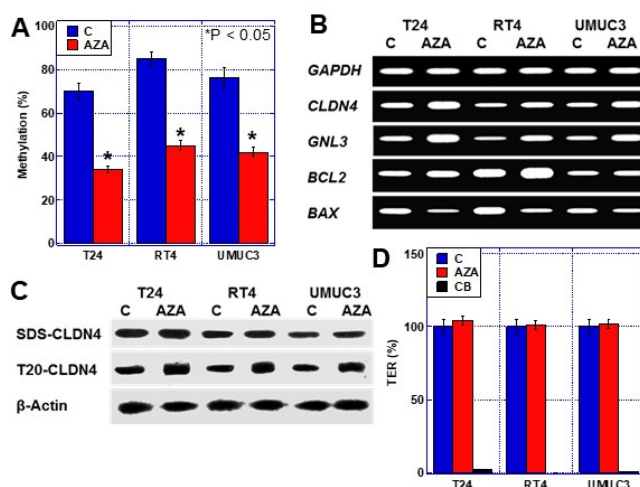 A
C
AZA
*P < 0.05
Methylation (%)
100
80
60
40
20
0
*
*
*
T24 RT4 UMUC3
B
T24 RT4 UMUC3
C AZA C AZA C AZA
GAPDH
CLDN4
GNL3
BCL2
BAX
C
T24 RT4 UMUC3
C AZA C AZA C AZA
SDS-CLDN4
T20-CLDN4
β-Actin
D
C
AZA
CB
TER (%)
150
100
50
0
T24 RT4 UMUC3